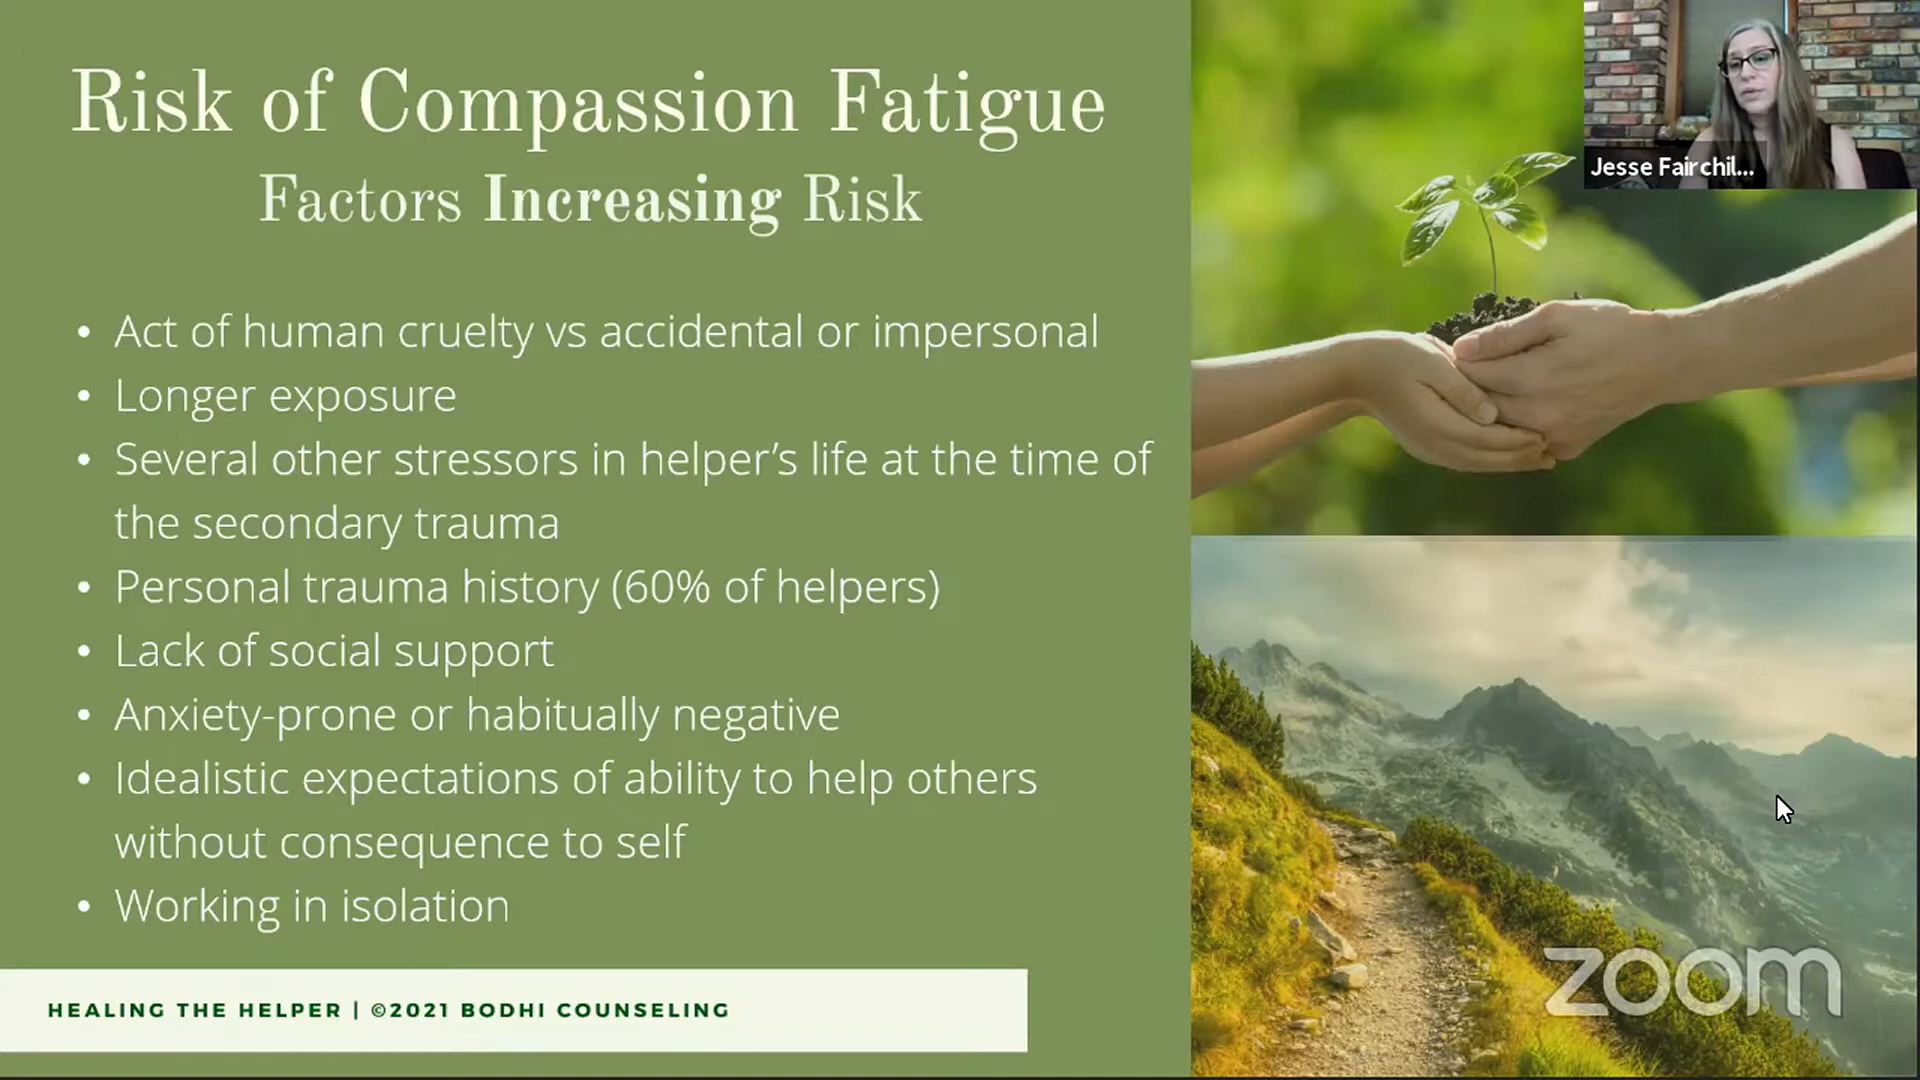 Risk of Compassion Fatigue
Factors Increasing Risk
• Act of human cruelty vs accidental or impersonal
• Longer exposure
• Several other stressors in helper’s life at the time of
the secondary trauma
• Personal trauma history (60% of helpers)
• Lack of social support
• Anxiety-prone or habitually negative
• Idealistic expectations of ability to help others
without consequence to self
• Working in isolation
HEALING THE HELPER | ©2021 BODHI COUNSELING
Jesse Fairchil...
zoom